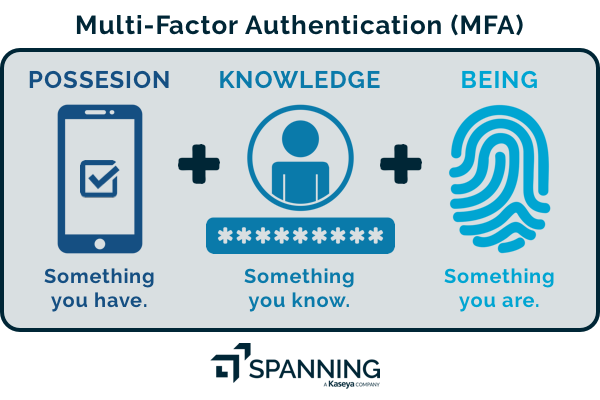 Multi-Factor Authentication (MFA)
POSSESION
KNOWLEDGE
BEING
*********
Something
you have.
Something
you know.
Something
you are.
SPANNING
A Kaseya COMPANY